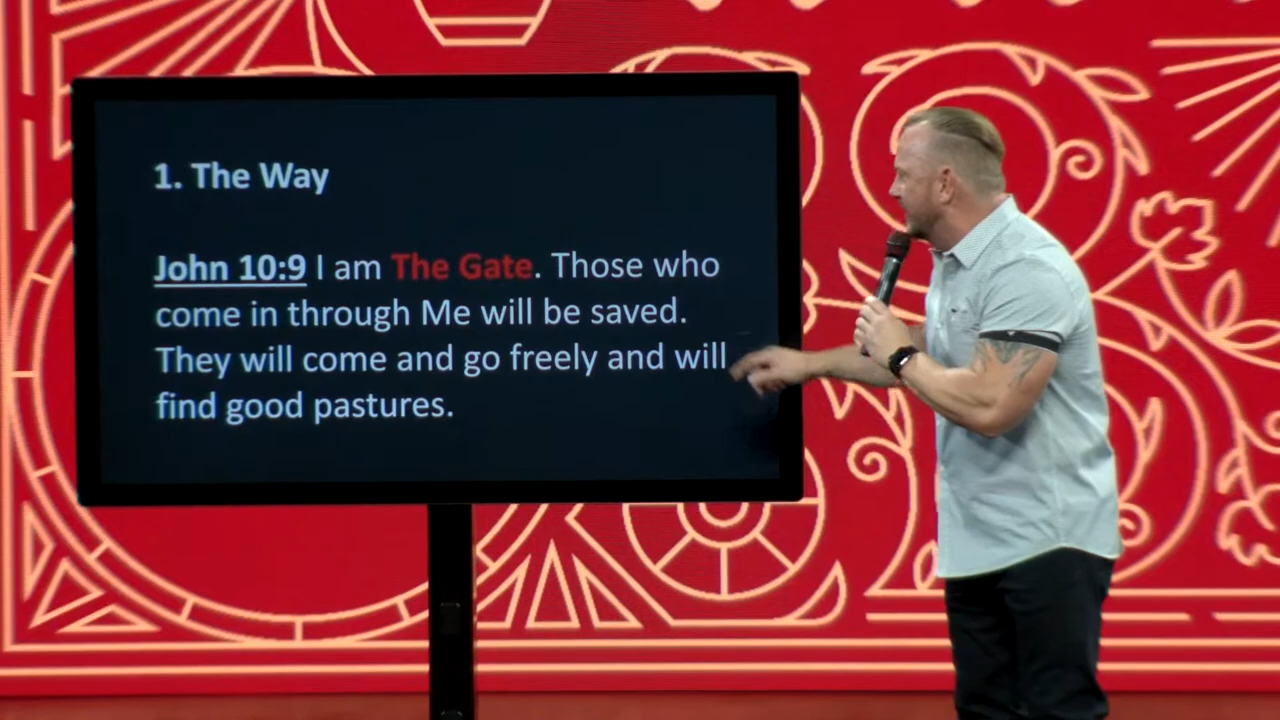 1. The Way
John 10:9 I am The Gate. Those who
come in through Me will be saved.
They will come and go freely and will
find good pastures.